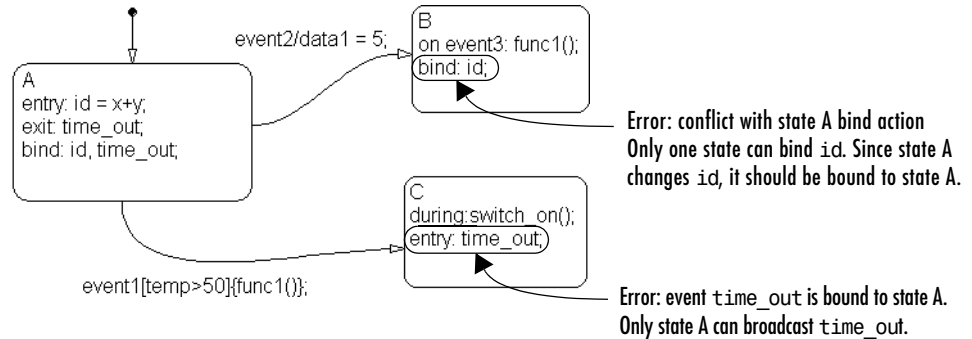 event2/data1 = 5;
B
on event3: func1();
bind: id;
A
entry: id = x+y;
exit: time_out;
bind: id, time_out;
Error: conflict with state A bind action
Only one state can bind id. Since state A
changes id, it should be bound to state A.
C
during:switch_on();
entry: time_out;
event1[temp>50]{func1()};
Error: event time_out is bound to state A.
Only state A can broadcast time_out.